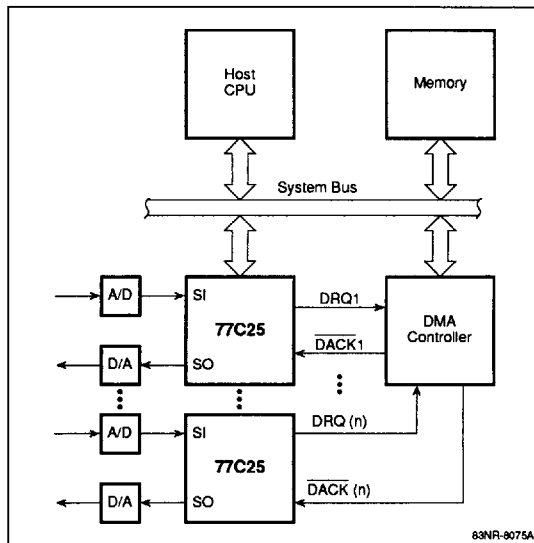 Host
CPU
Memory
System Bus
A/D
SI
77C25
DRQ1
DMA
Controller
DACK1
D/A
SO
A/D
SI
77C25
DRQ (n)
DACK (n)
D/A
SO
83NR-8075A